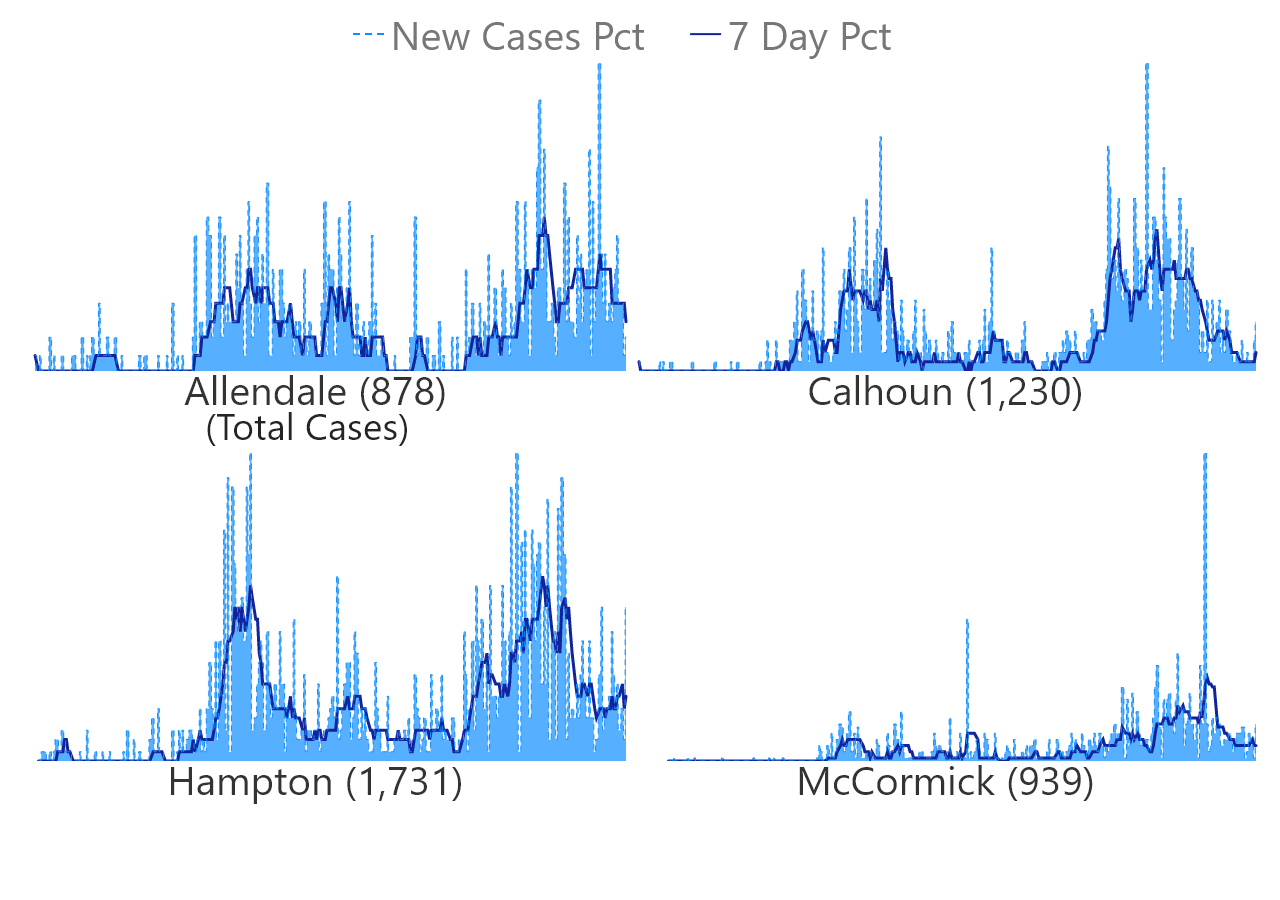 New Cases Pct 7 Day Pct
Allendale (878)
(Total Cases)
Calhoun (1,230)
Hampton (1,731)
McCormick (939)